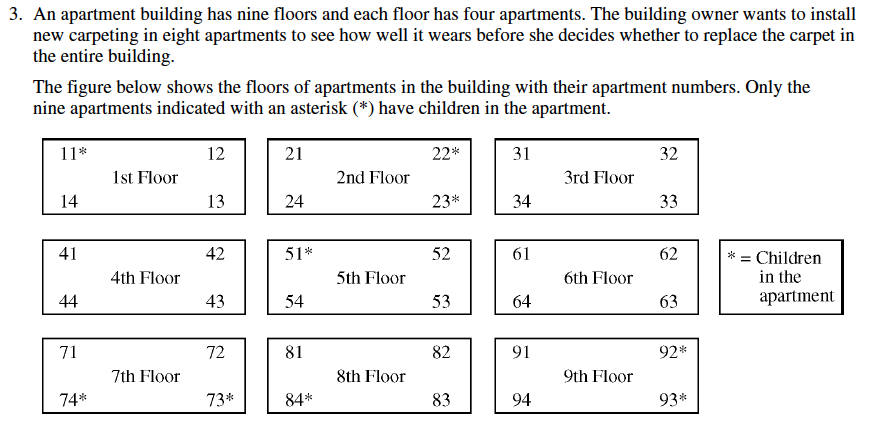 3. An apartment building has nine floors and each floor has four apartments. The building owner wants to install
new carpeting in eight apartments to see how well it wears before she decides whether to replace the carpet in
the entire building.
The figure below shows the floors of apartments in the building with their apartment numbers. Only the
nine apartments indicated with an asterisk (*) have children in the apartment.
11* 12 21 22* 31 32
1st Floor 2nd Floor 3rd Floor
14 13 24 23* 34 33
41 42 51* 52 61 62 * = Children
4th Floor 5th Floor 6th Floor in the
44 43 54 53 64 63 apartment
71 72 81 82 91 92*
7th Floor 8th Floor 9th Floor
74* 73* 84* 83 94 93*